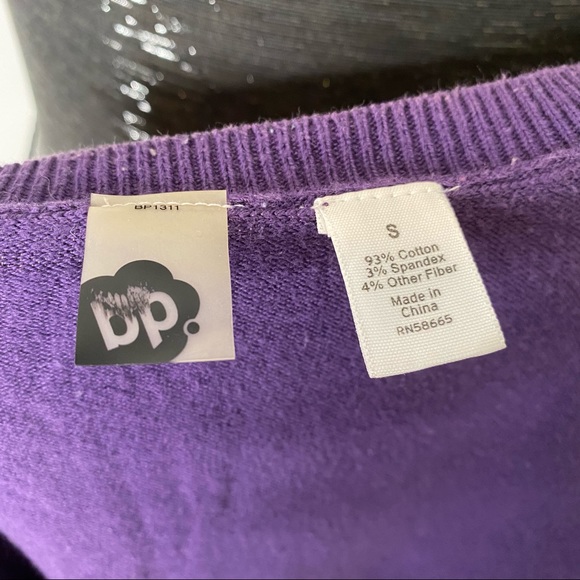 BP1311
bp.
S
93% Cotton
3% Spandex
4% Other Fiber
Made in
China
RN58665